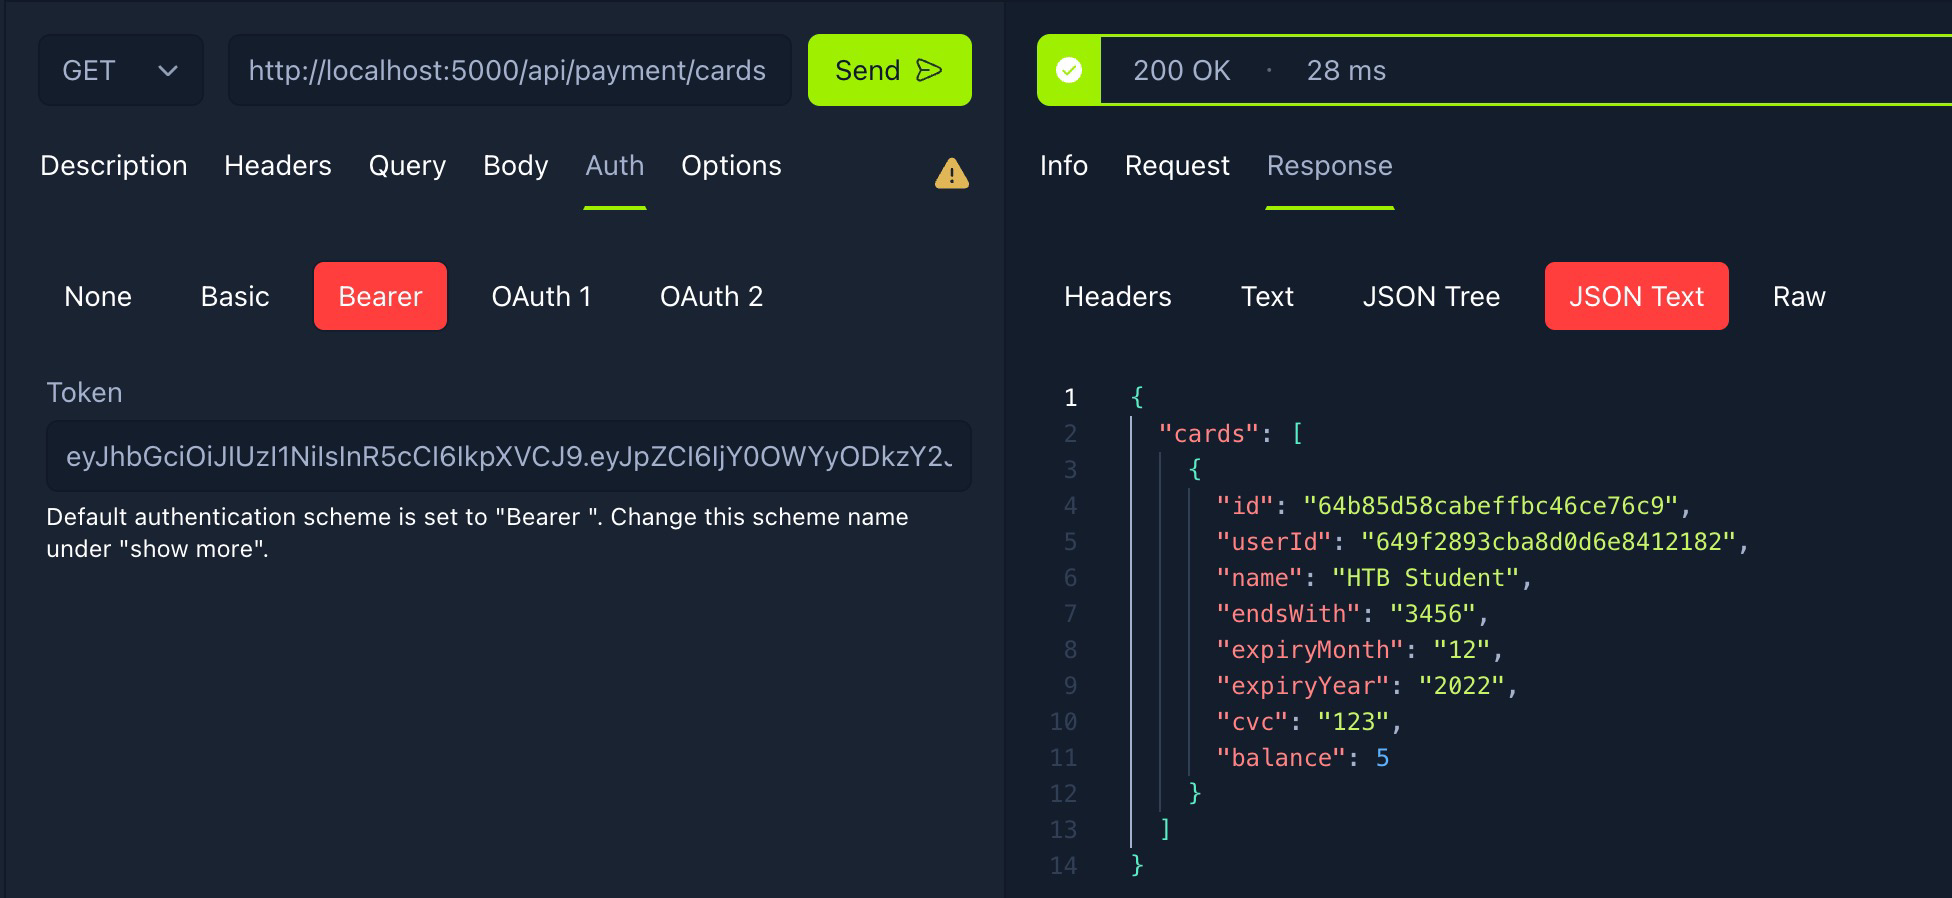 GET http://localhost:5000/api/payment/cards Send
Description Headers Query Body Auth Options
None Basic Bearer OAuth 1 OAuth 2
Token
eyJhbGciOiJIUzI1NiIsInR5cCI6IkpXVCJ9.eyJpZCI6IjY0OWYyODkzY2J
Default authentication scheme is set to "Bearer ". Change this scheme name
under "show more".
200 OK · 28 ms
Info Request Response
Headers Text JSON Tree JSON Text Raw
1 {
2 "cards": [
3 {
4 "id": "64b85d58cabeffbc46ce76c9",
5 "userId": "649f2893cba8d0d6e8412182",
6 "name": "HTB Student",
7 "endsWith": "3456",
8 "expiryMonth": "12",
9 "expiryYear": "2022",
10 "cvc": "123",
11 "balance": 5
12 }
13 ]
14 }